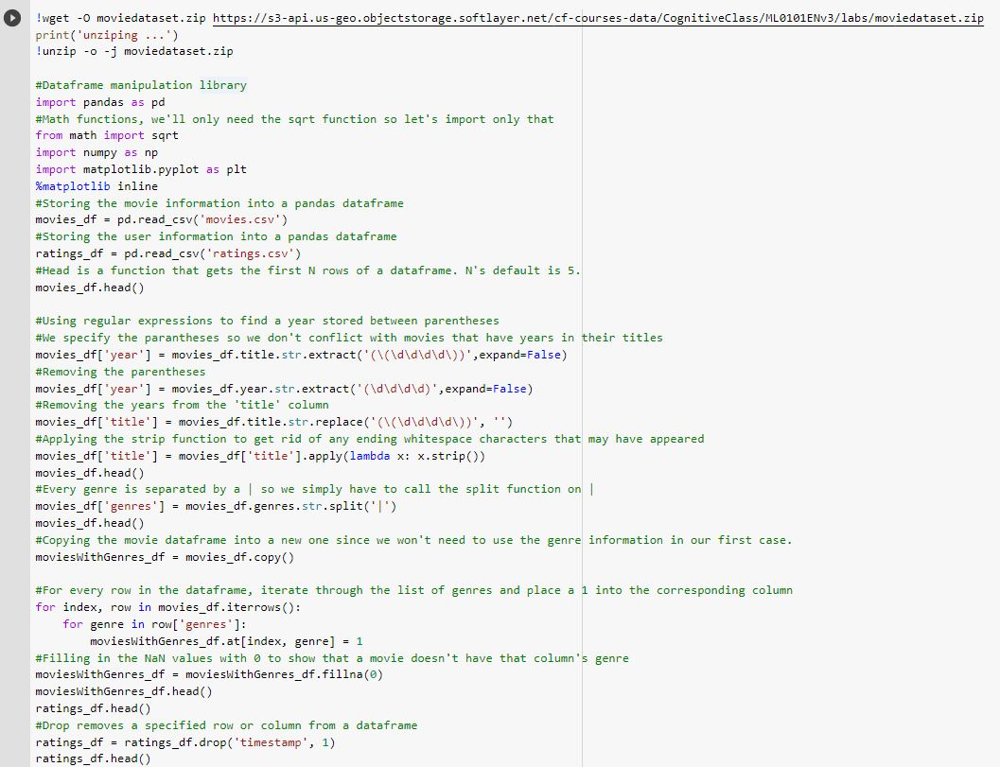 !wget -O moviedataset.zip https://s3-api.us-geo.objectstorage.softlayer.net/cf-courses-data/CognitiveClass/ML0101ENv3/labs/moviedataset.zip
print('unziping ...')
!unzip -o -j moviedataset.zip
#Dataframe manipulation library
import pandas as pd
#Math functions, we'll only need the sqrt function so let's import only that
from math import sqrt
import numpy as np
import matplotlib.pyplot as plt
%matplotlib inline
#Storing the movie information into a pandas dataframe
movies_df = pd.read_csv('movies.csv')
#Storing the user information into a pandas dataframe
ratings_df = pd.read_csv('ratings.csv')
#Head is a function that gets the first N rows of a dataframe. N's default is 5.
movies_df.head()
#Using regular expressions to find a year stored between parentheses
#We specify the parantheses so we don't conflict with movies that have years in their titles
movies_df['year'] = movies_df.title.str.extract('(\(\d\d\d\d\))',expand=False)
#Removing the parentheses
movies_df['year'] = movies_df.year.str.extract('(\d\d\d\d)',expand=False)
#Removing the years from the 'title' column
movies_df['title'] = movies_df.title.str.replace('(\(\d\d\d\d\))', '')
#Applying the strip function to get rid of any ending whitespace characters that may have appeared
movies_df['title'] = movies_df['title'].apply(lambda x: x.strip())
movies_df.head()
#Every genre is separated by a | so we simply have to call the split function on |
movies_df['genres'] = movies_df.genres.str.split('|')
movies_df.head()
#Copying the movie dataframe into a new one since we won't need to use the genre information in our first case.
moviesWithGenres_df = movies_df.copy()
#For every row in the dataframe, iterate through the list of genres and place a 1 into the corresponding column
for index, row in movies_df.iterrows():
    for genre in row['genres']:
        moviesWithGenres_df.at[index, genre] = 1
#Filling in the NaN values with 0 to show that a movie doesn't have that column's genre
moviesWithGenres_df = moviesWithGenres_df.fillna(0)
moviesWithGenres_df.head()
ratings_df.head()
#Drop removes a specified row or column from a dataframe
ratings_df = ratings_df.drop('timestamp', 1)
ratings_df.head()